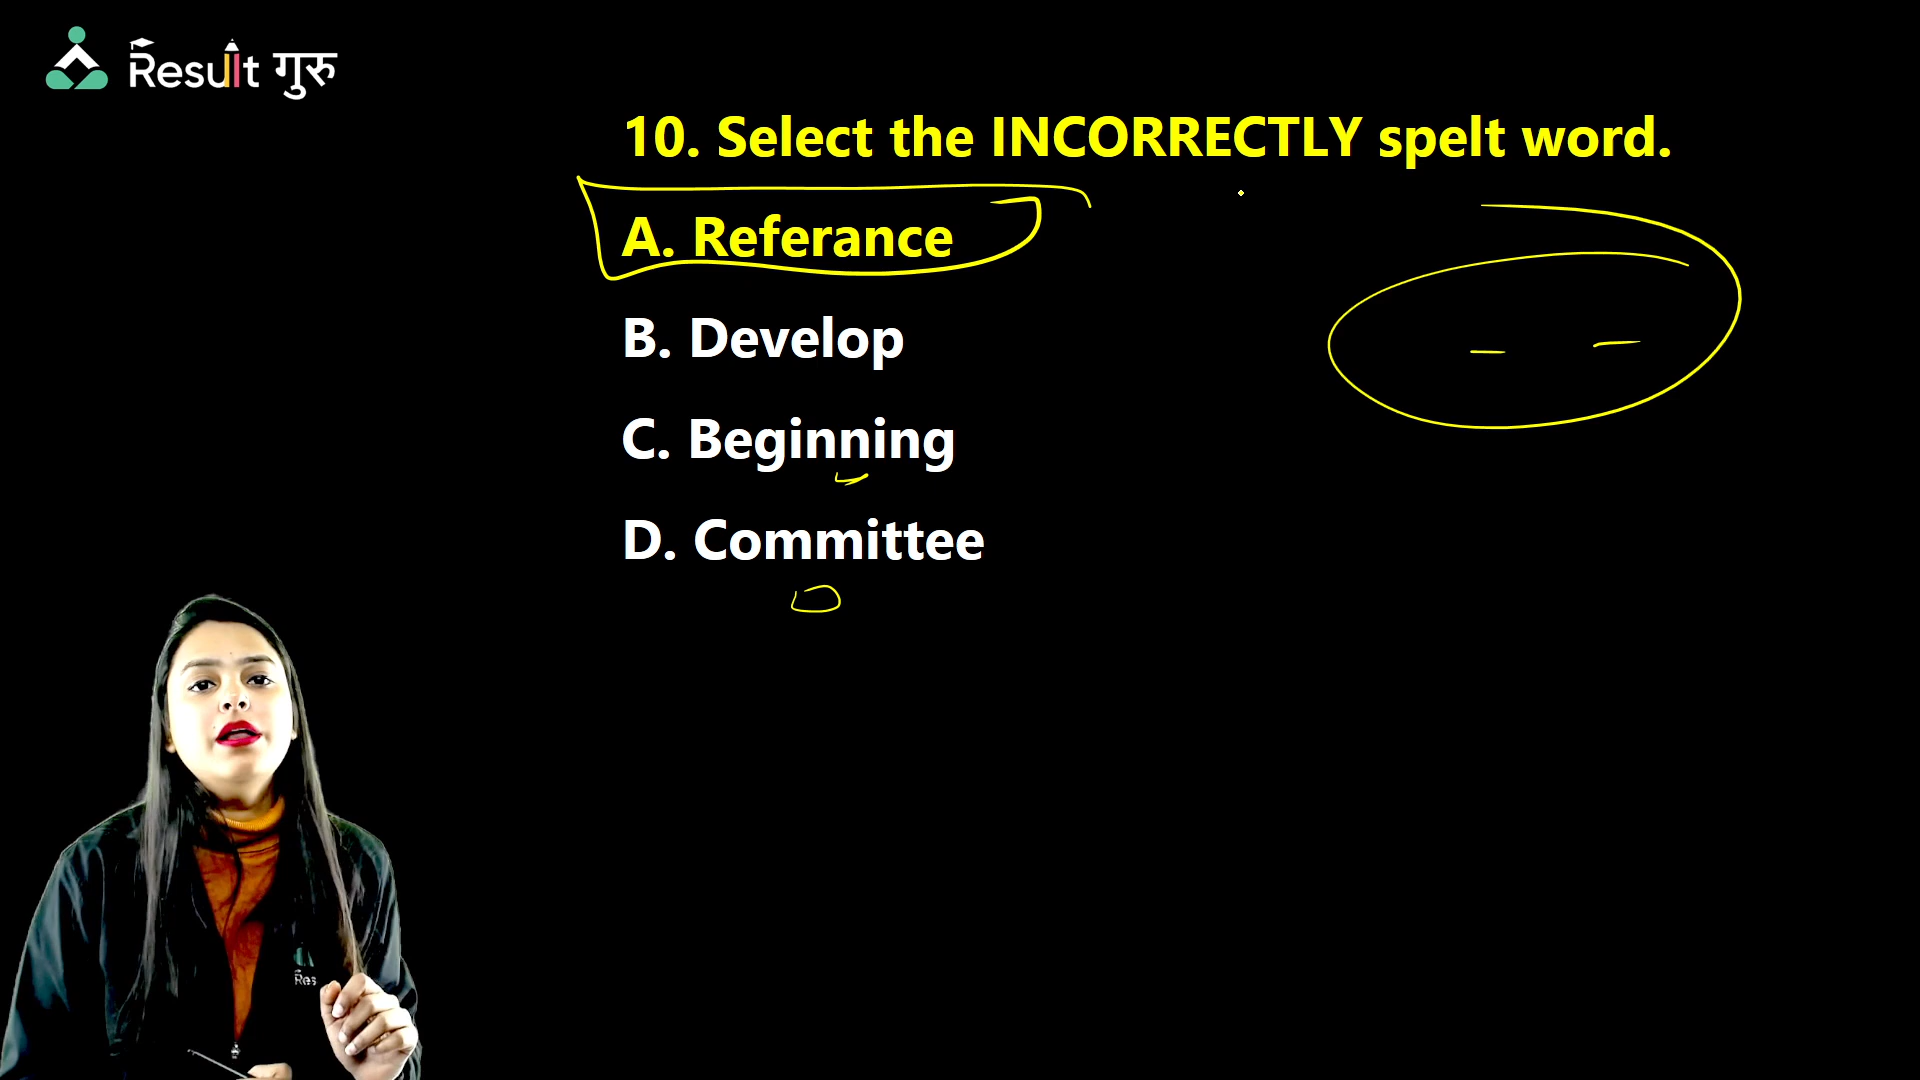 Result गुरु
10. Select the INCORRECTLY spelt word.
A. Referance
B. Develop
C. Beginning
D. Committee
Res